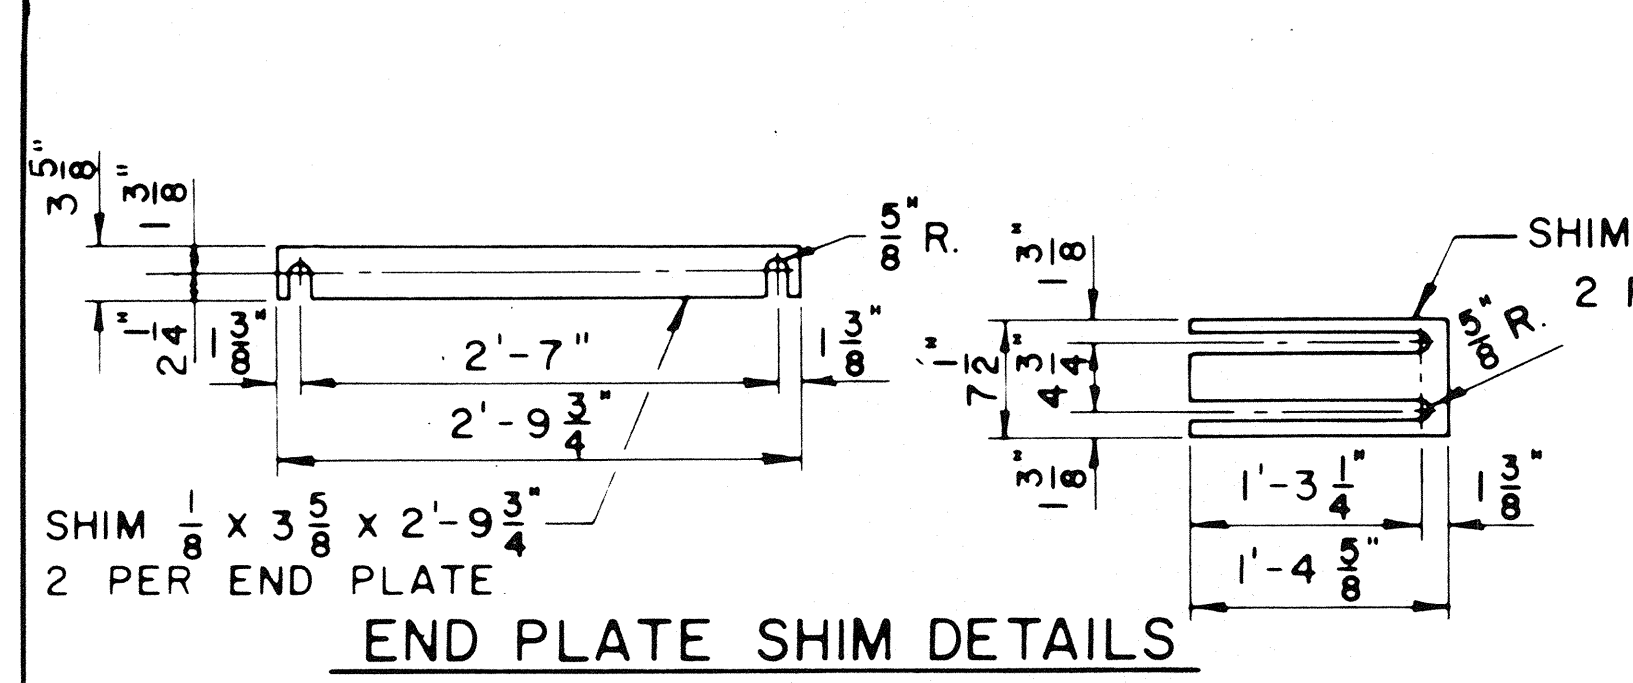 3 5/8"
1 3/8"
2 1/4"
5/8" R.
1 3/8"
2'-7"
1 3/8"
2'-9 3/4"
SHIM 1/8 x 3 5/8 x 2'-9 3/4"
2 PER END PLATE
1 3/8"
7 1/2"
4 3/4"
1 3/8"
SHIM
2
5/8" R.
1'-3 1/4"
1 3/8"
1'-4 5/8"
END PLATE SHIM DETAILS